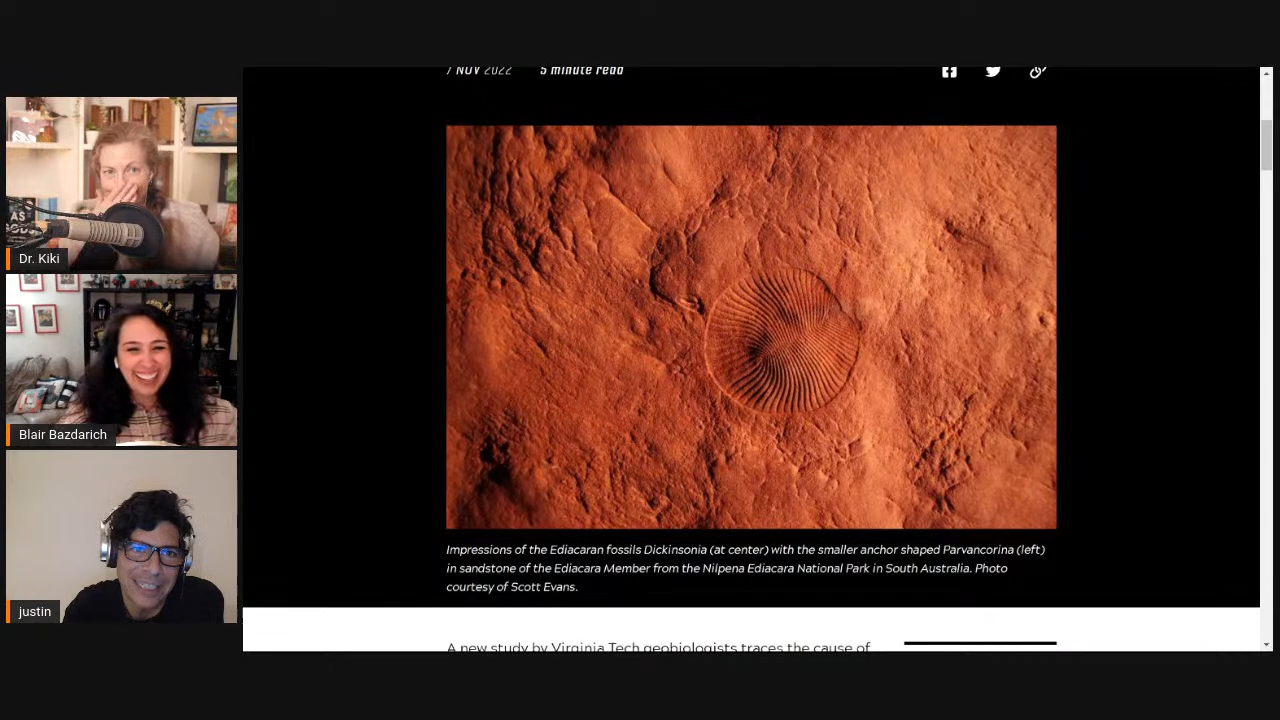 7 NOV 2022 5 minute read
AS
GODS
Dr. Kiki
Blair Bazdarich
justin
Impressions of the Ediacaran fossils Dickinsonia (at center) with the smaller anchor shaped Parvancorina (left)
in sandstone of the Ediacara Member from the Nilpena Ediacara National Park in South Australia. Photo
courtesy of Scott Evans.
A new study by Virginia Tech geobiologists traces the cause of